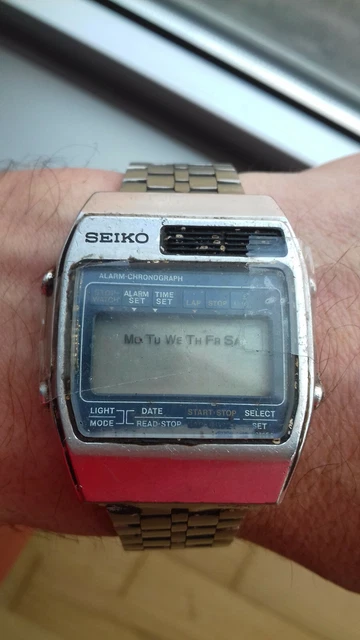 SEIKO
ALARM·CHRONOGRAPH
ALARM SET TIME SET LAP STOP
MO TU WE TH FR SA
LIGHT DATE START·STOP SELECT
MODE READ·STOP SET